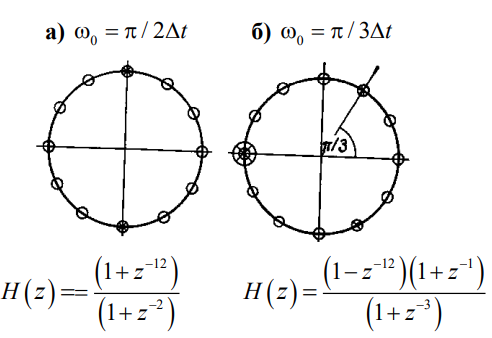 а) ω₀ = π / 2Δt
б) ω₀ = π / 3Δt
π/3
H(z) == (1+z⁻¹²) / (1+z⁻²)
H(z) = (1−z⁻¹²)(1+z⁻¹) / (1+z⁻³)